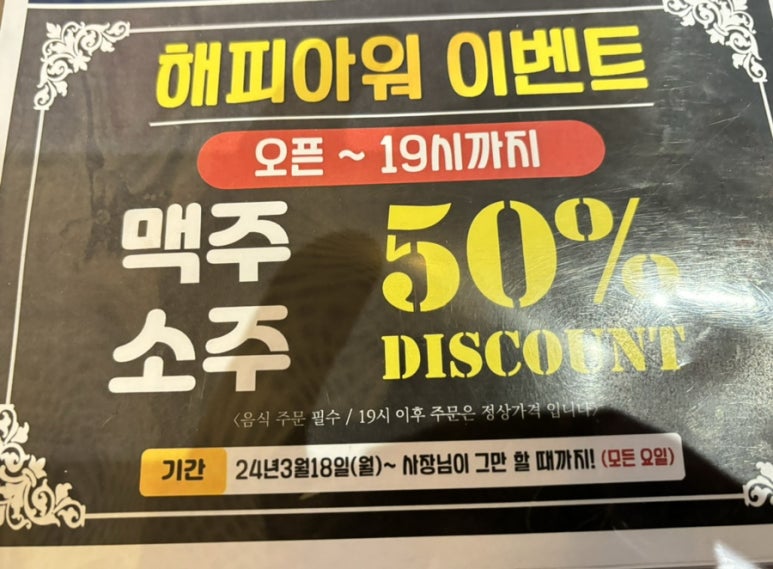 해피아워 이벤트
오픈 ~ 19시까지
맥주
소주
50%
DISCOUNT
<음식 주문 필수 / 19시 이후 주문은 정상가격 입니다>
기간 24년3월18일(월)~ 사장님이 그만 할 때까지! (모든 요일)